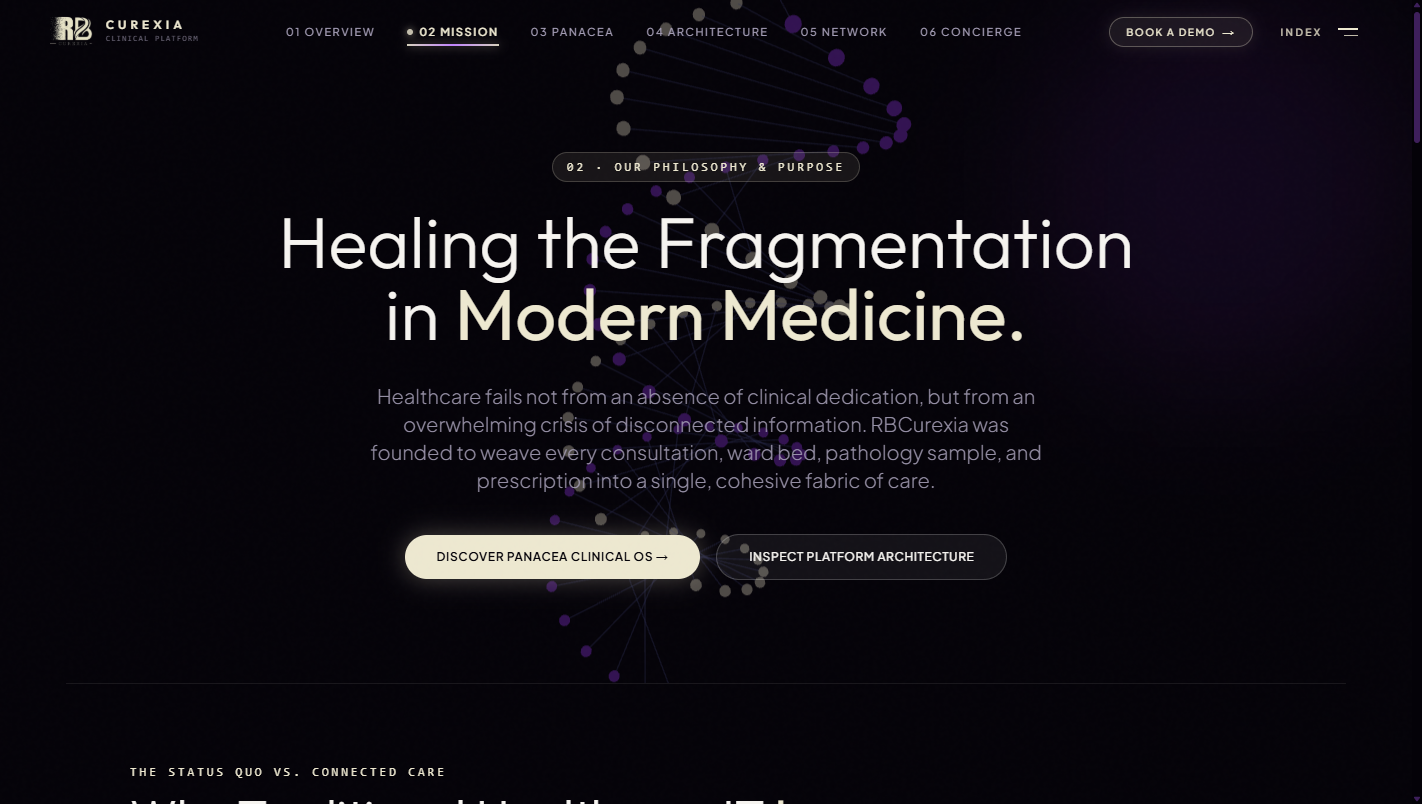 RB
CUREXIA
CLINICAL PLATFORM
01 OVERVIEW
02 MISSION
03 PANACEA
04 ARCHITECTURE
05 NETWORK
06 CONCIERGE
BOOK A DEMO →
INDEX
02 · OUR PHILOSOPHY & PURPOSE
Healing the Fragmentation
in Modern Medicine.
Healthcare fails not from an absence of clinical dedication, but from an
overwhelming crisis of disconnected information. RBCurexia was
founded to weave every consultation, ward bed, pathology sample, and
prescription into a single, cohesive fabric of care.
DISCOVER PANACEA CLINICAL OS →
INSPECT PLATFORM ARCHITECTURE
THE STATUS QUO VS. CONNECTED CARE